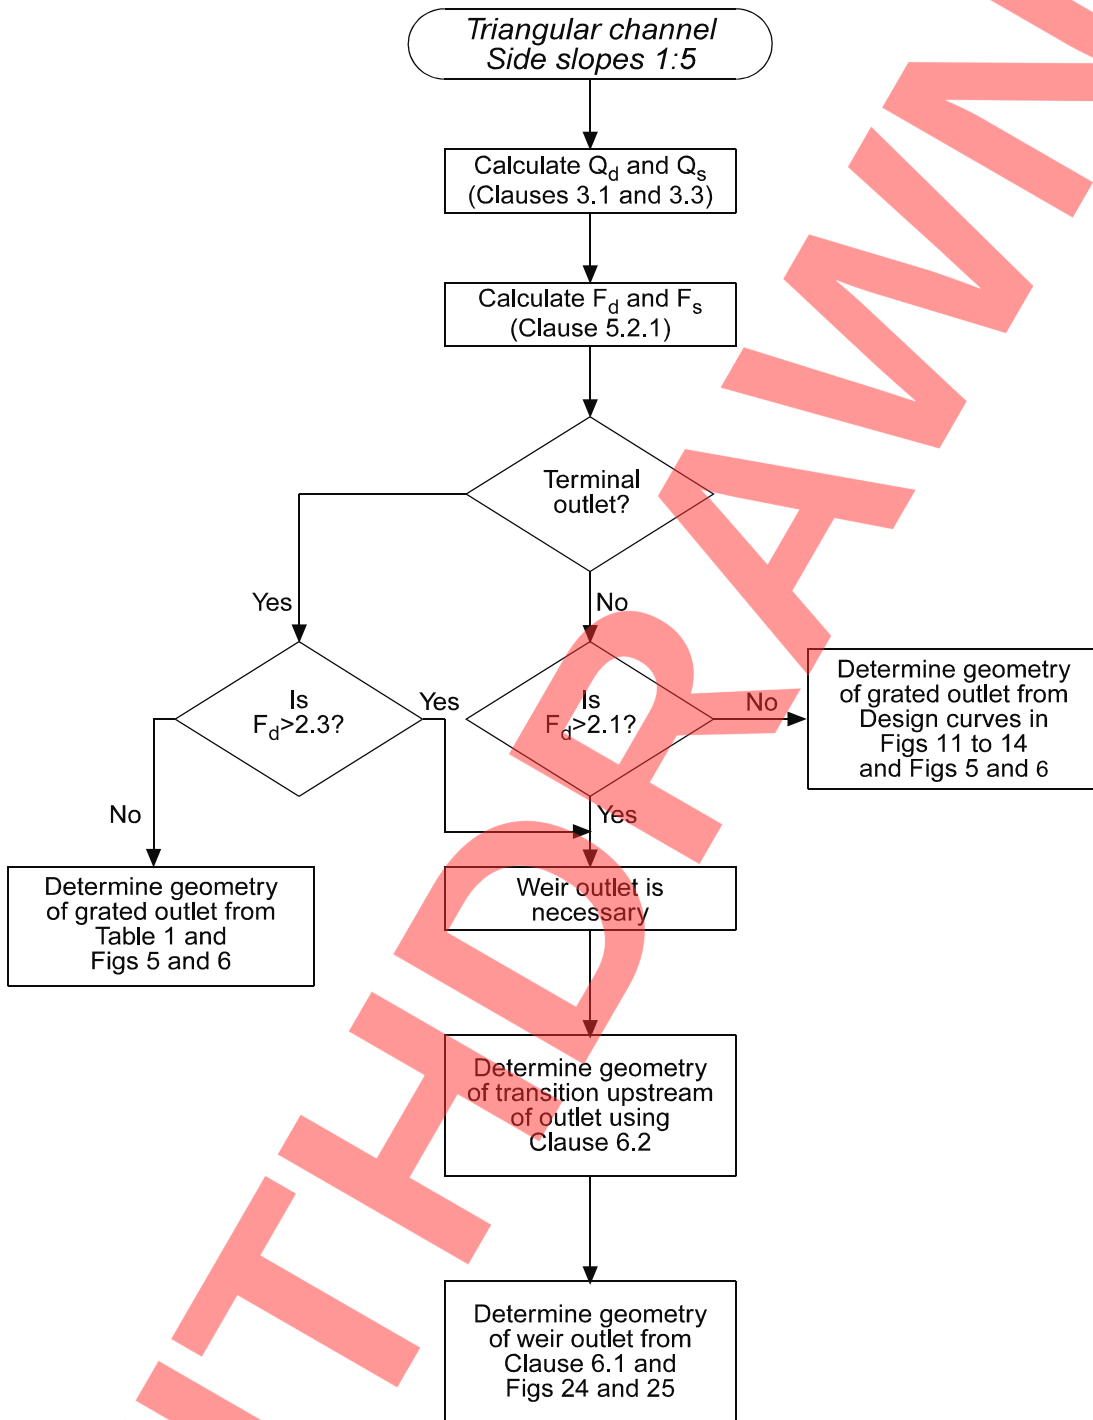 Triangular channel
Side slopes 1:5
Calculate Qd and Qs
(Clauses 3.1 and 3.3)
Calculate Fd and Fs
(Clause 5.2.1)
Terminal
outlet?
Yes
No
Is
Fd>2.3?
Yes
Is
Fd>2.1?
No
Determine geometry
of grated outlet from
Design curves in
Figs 11 to 14
and Figs 5 and 6
No
Yes
Determine geometry
of grated outlet from
Table 1 and
Figs 5 and 6
Weir outlet is
necessary
Determine geometry
of transition upstream
of outlet using
Clause 6.2
Determine geometry
of weir outlet from
Clause 6.1 and
Figs 24 and 25
ITHDRAWN